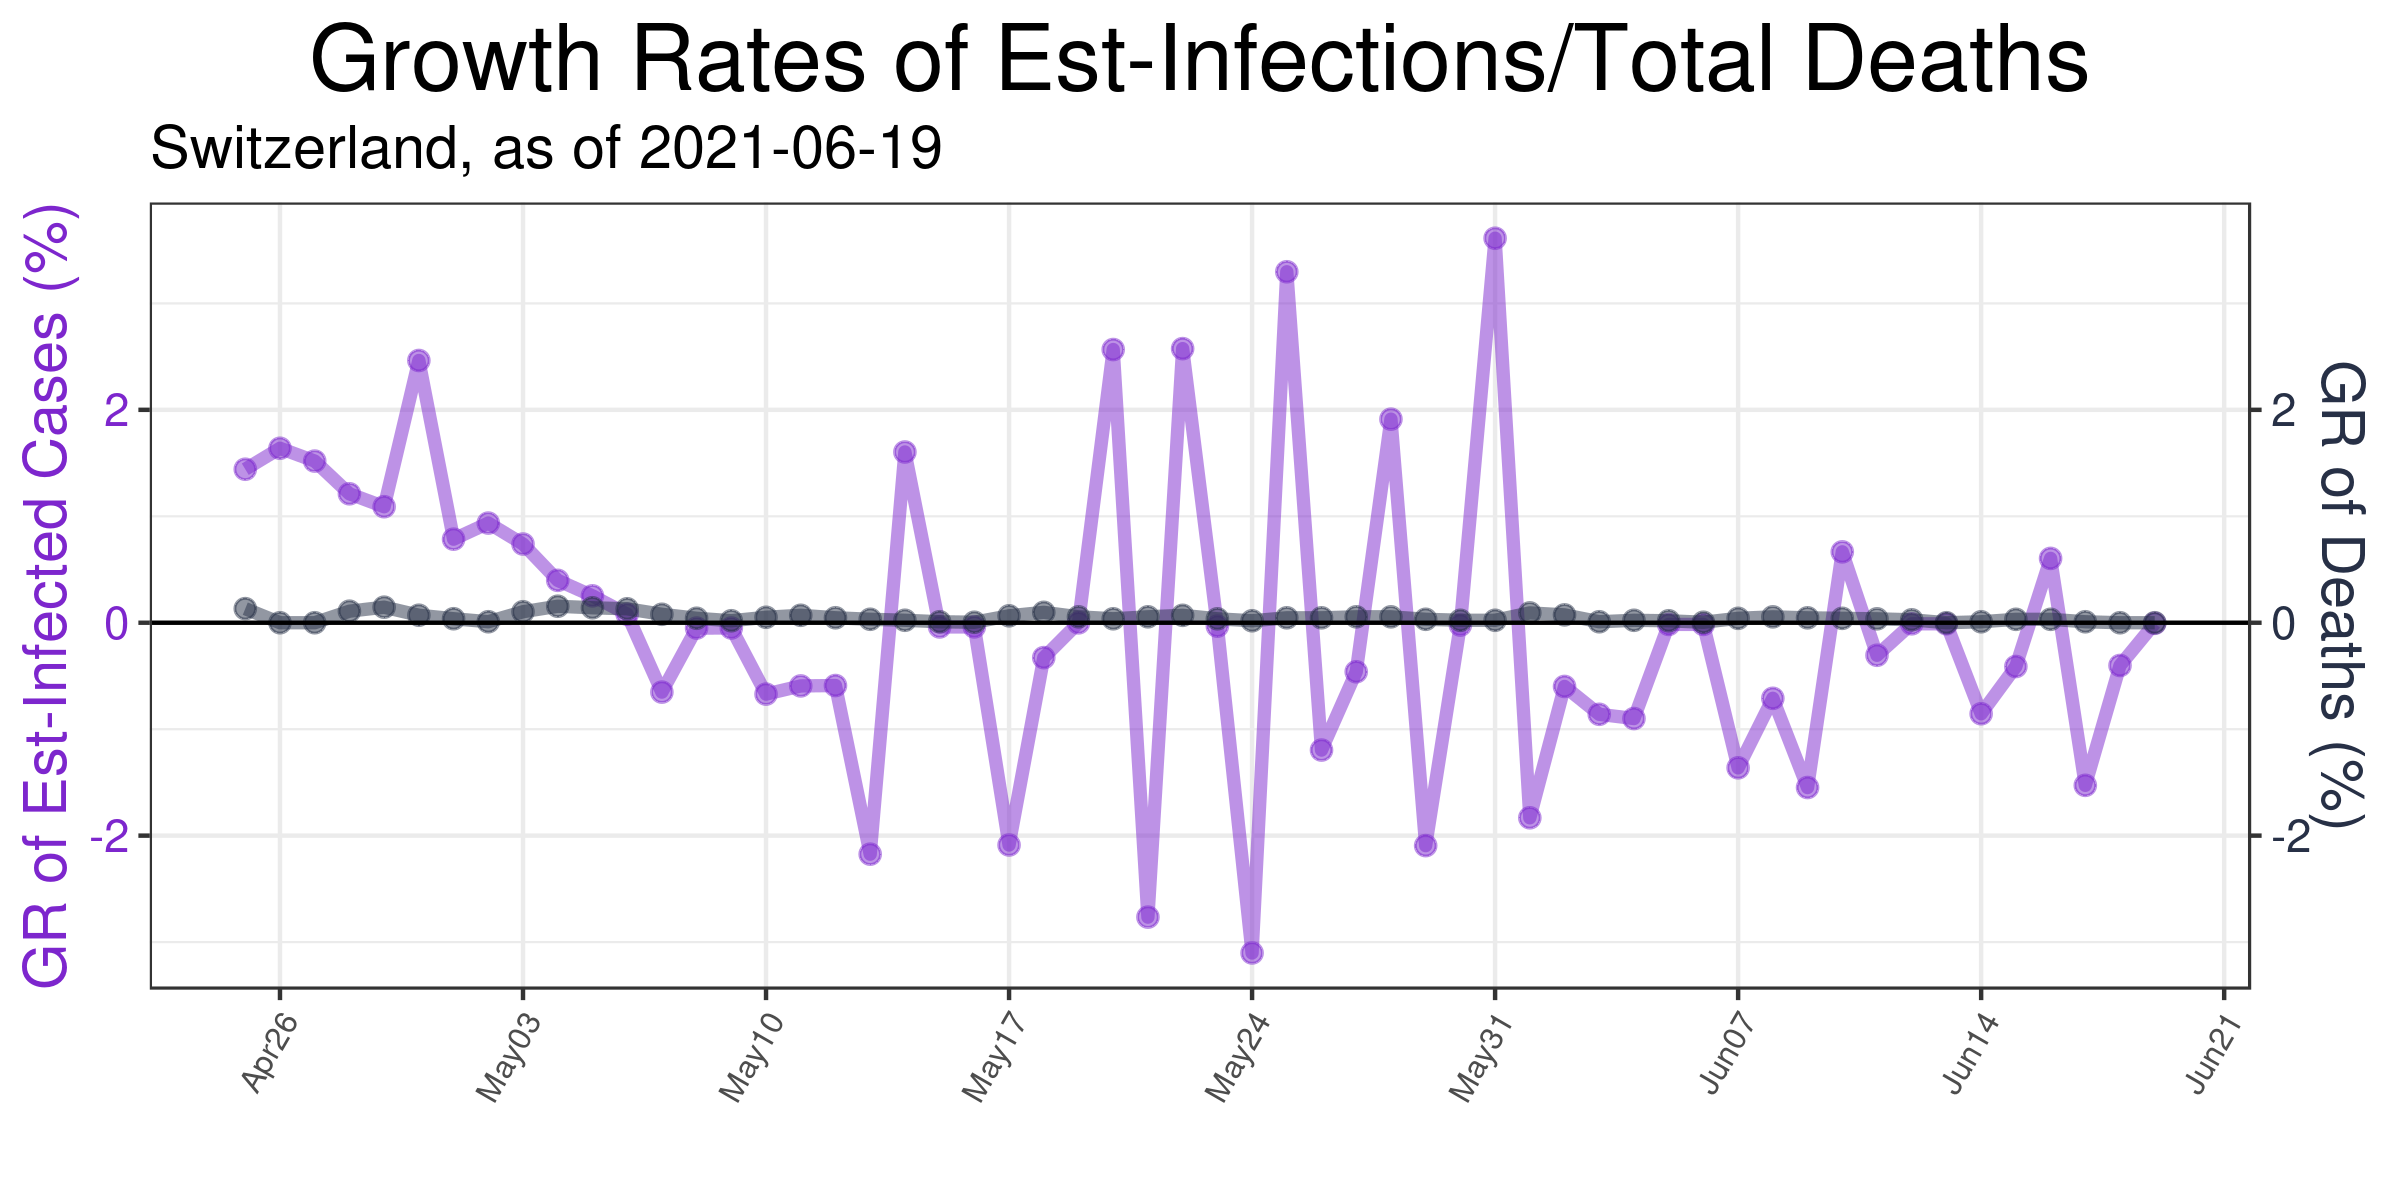 Growth Rates of Est-Infections/Total Deaths
Switzerland, as of 2021-06-19
GR of Est-Infected Cases (%)
2
0
-2
2
0
-2
GR of Deaths (%)
Apr26
May03
May10
May17
May24
May31
Jun07
Jun14
Jun21